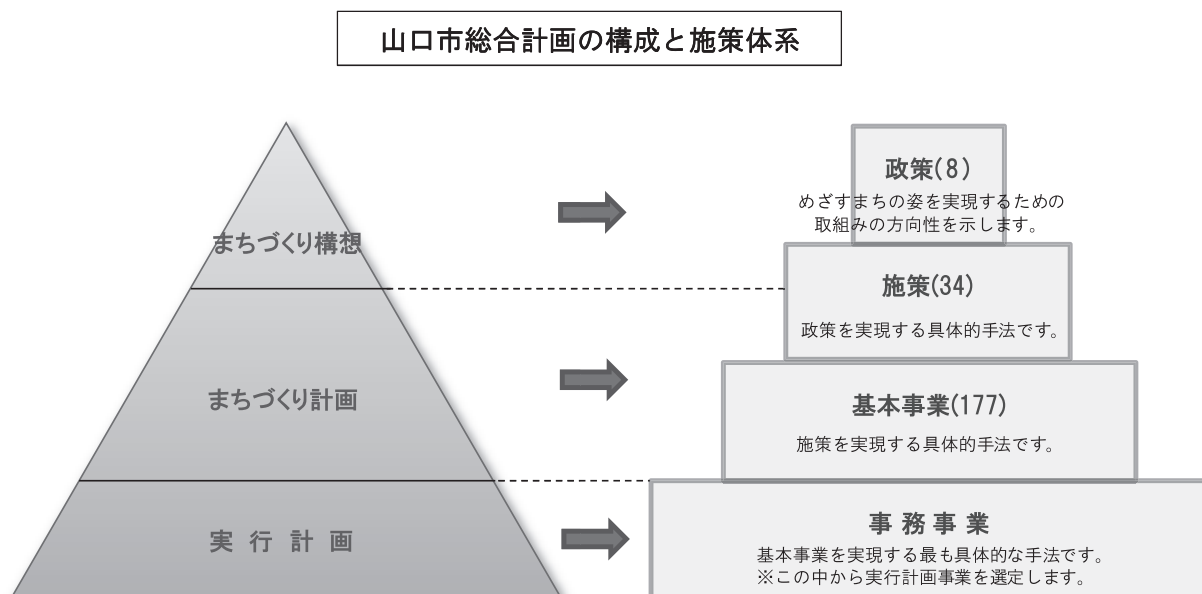 山口市総合計画の構成と施策体系
まちづくり構想
まちづくり計画
実行計画
政策(8)
めざすまちの姿を実現するための
取組みの方向性を示します。
施策(34)
政策を実現する具体的手法です。
基本事業(177)
施策を実現する具体的手法です。
事務事業
基本事業を実現する最も具体的な手法です。
※この中から実行計画事業を選定します。